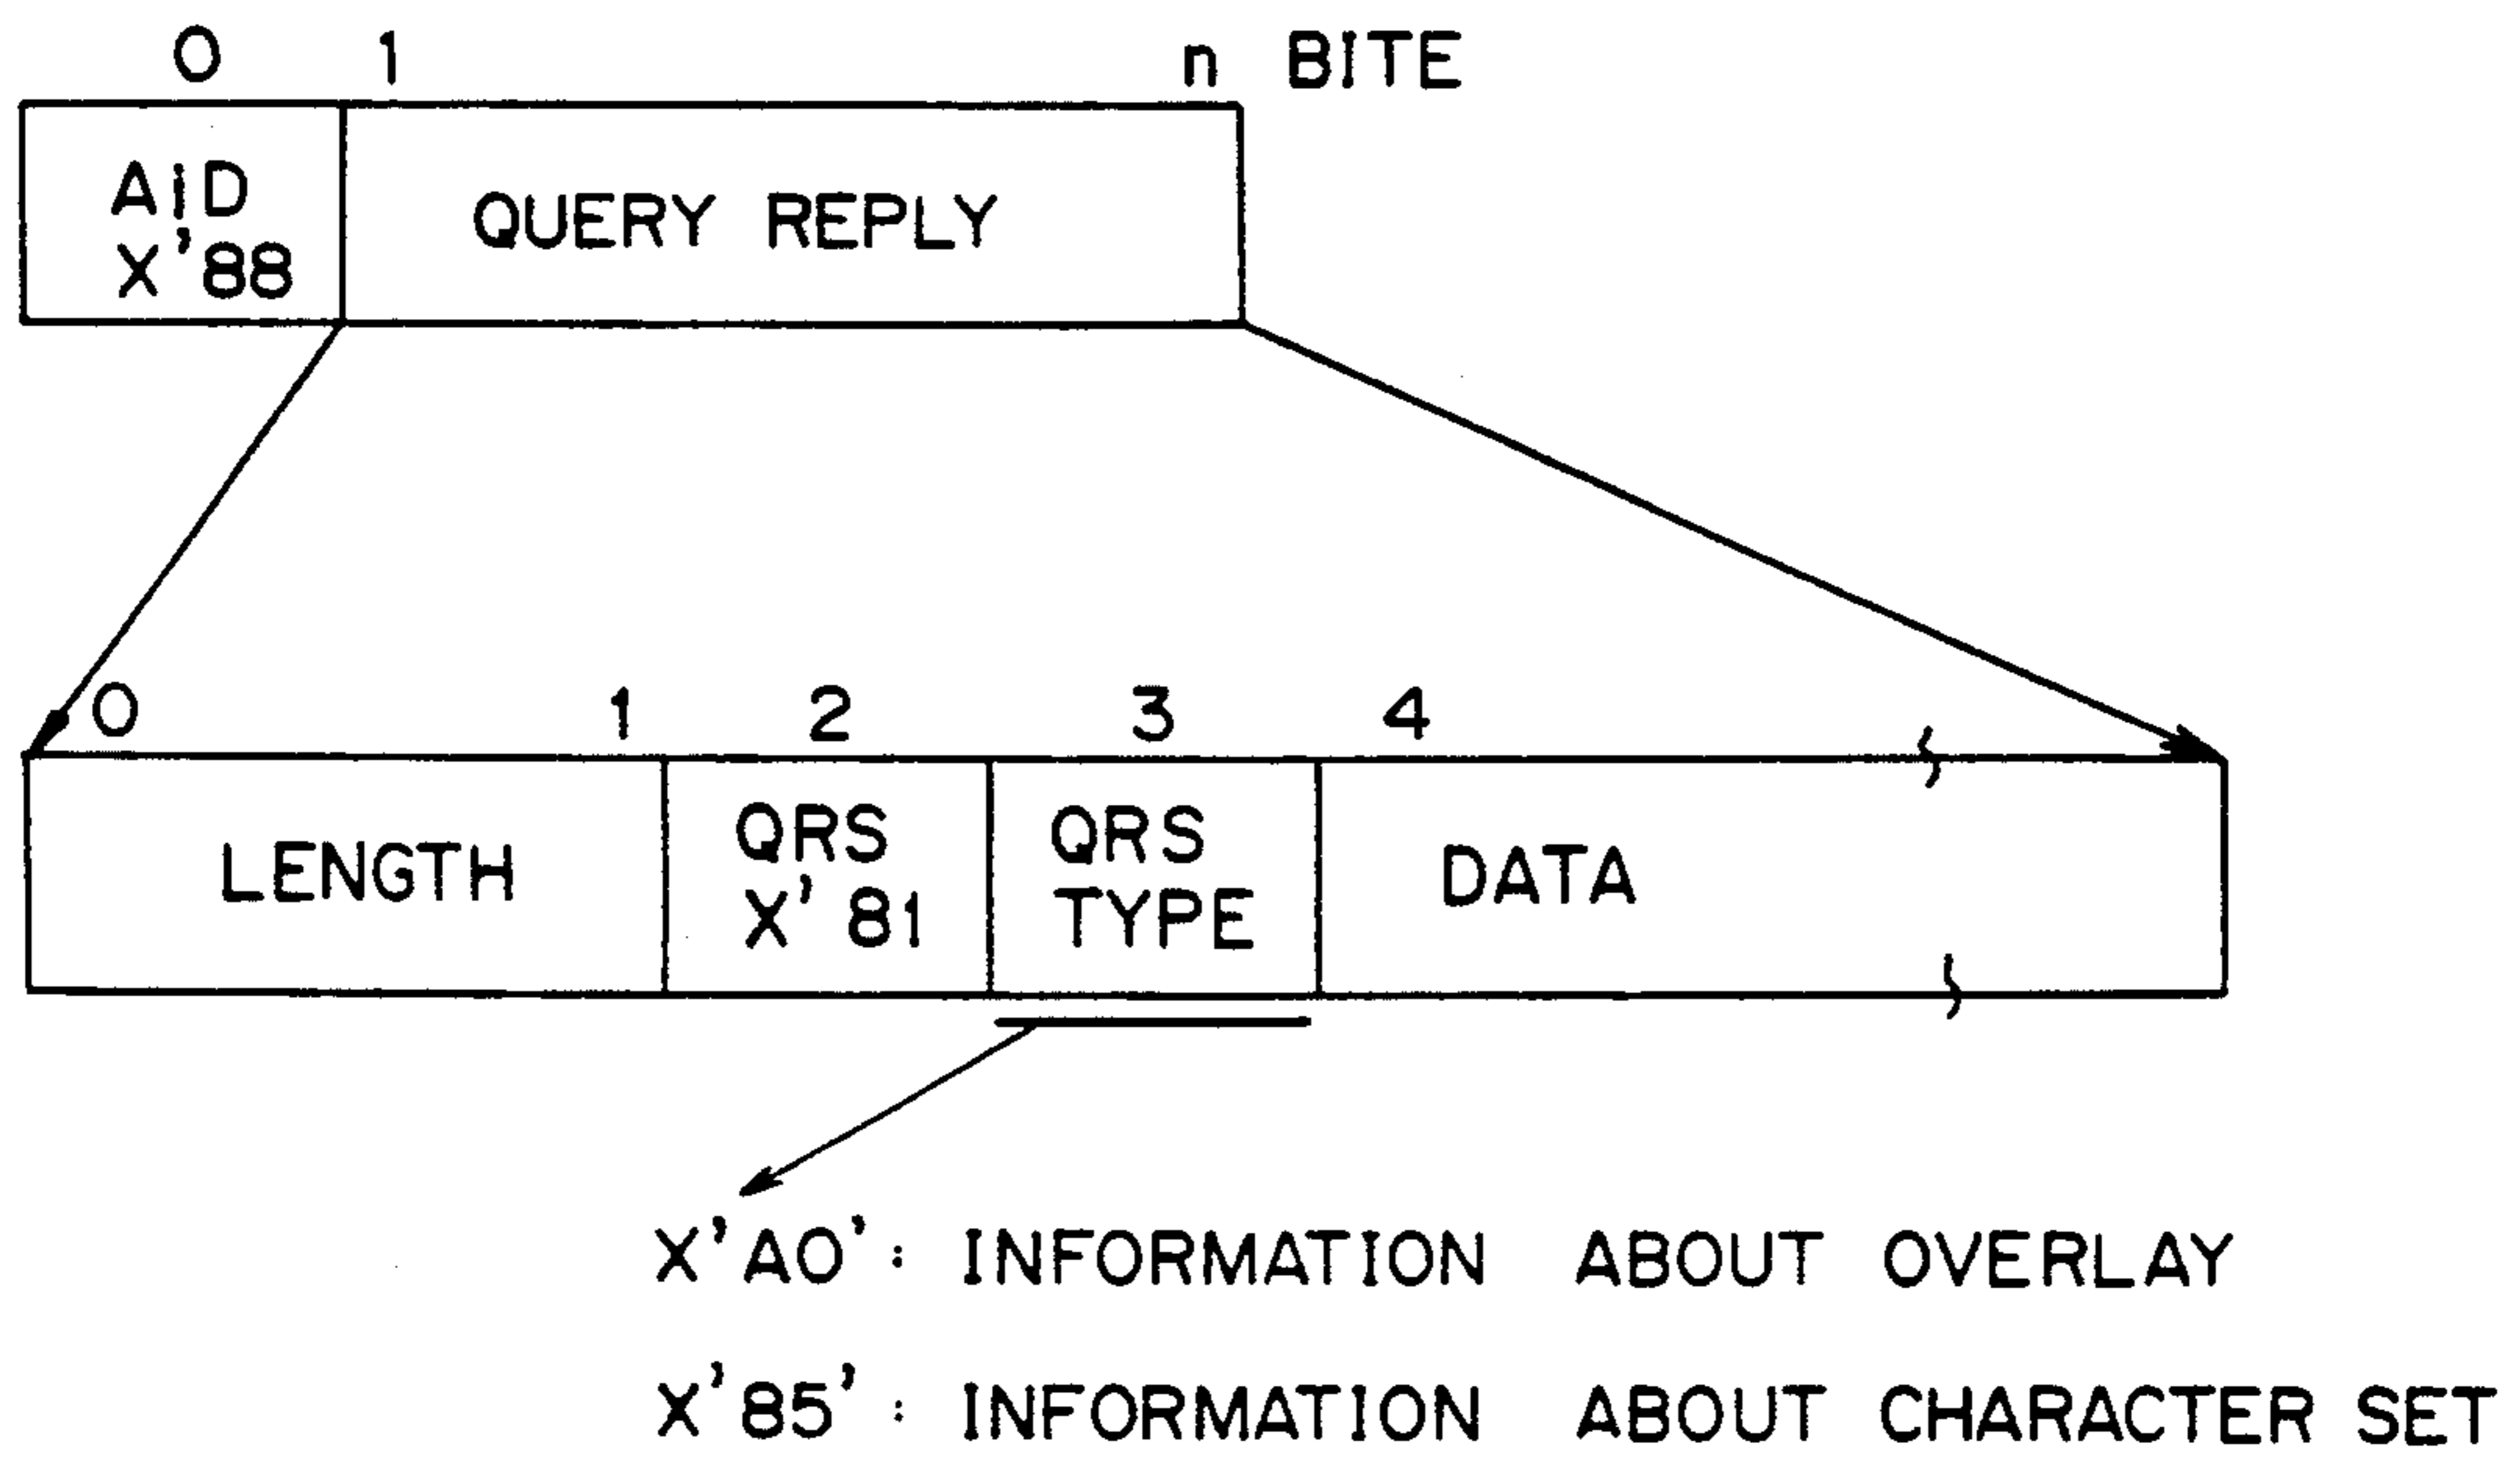 0 1 n BITE
AID
X'88
QUERY REPLY
0 1 2 3 4
LENGTH
QRS
X' 81
QRS
TYPE
DATA
X'A0' : INFORMATION ABOUT OVERLAY
X'85' : INFORMATION ABOUT CHARACTER SET